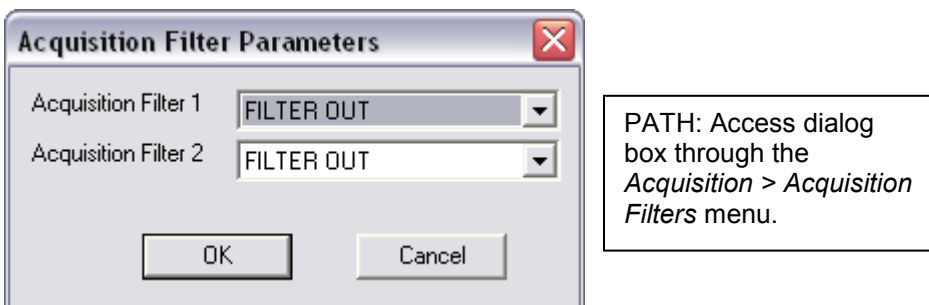 Acquisition Filter Parameters
Acquisition Filter 1 FILTER OUT
Acquisition Filter 2 FILTER OUT
OK Cancel
PATH: Access dialog
box through the
Acquisition > Acquisition
Filters menu.